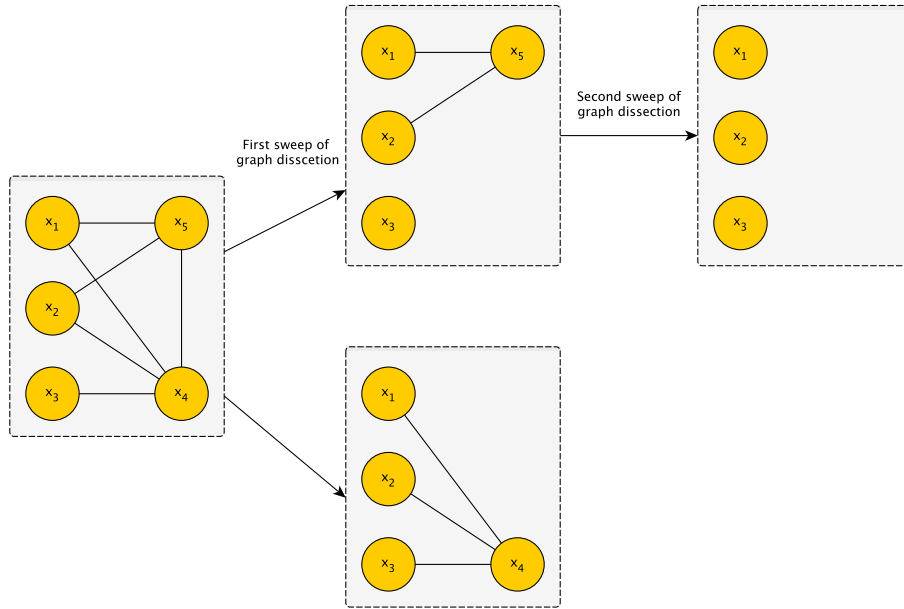 x1
x5
x2
x3
First sweep of
graph disscetion
Second sweep of
graph dissection
x1
x2
x3
x1
x5
x2
x3
x4
x1
x2
x3
x4